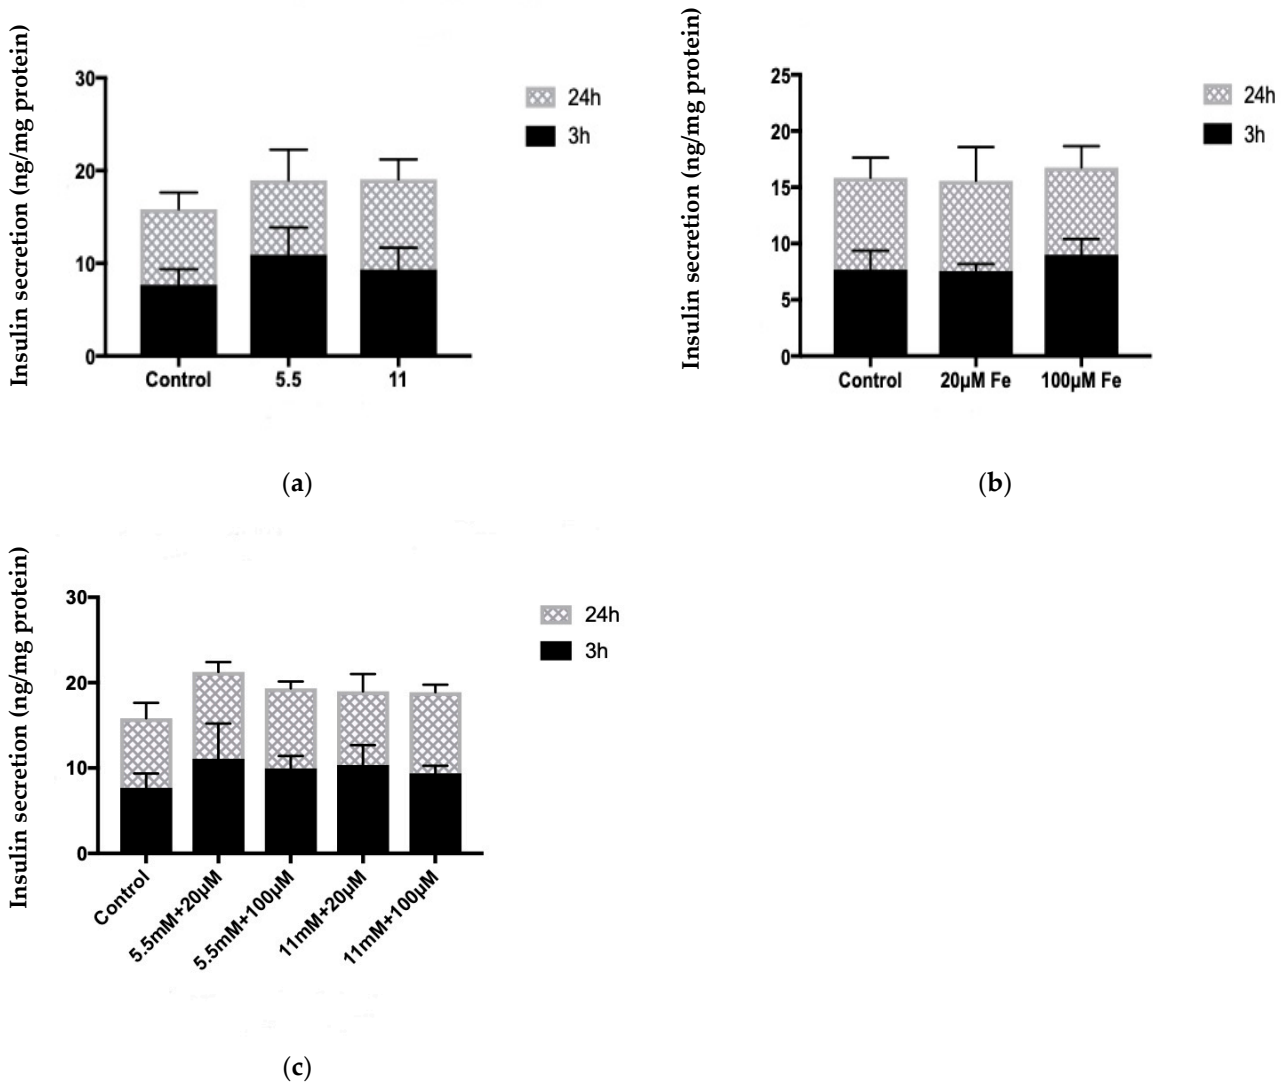 Insulin secretion (ng/mg protein)
30
20
10
0
Control 5.5 11
24h
3h
(a)
Insulin secretion (ng/mg protein)
25
20
15
10
5
0
Control 20µM Fe 100µM Fe
24h
3h
(b)
Insulin secretion (ng/mg protein)
30
20
10
0
Control
5.5mM+20µM
5.5mM+100µM
11mM+20µM
11mM+100µM
24h
3h
(c)